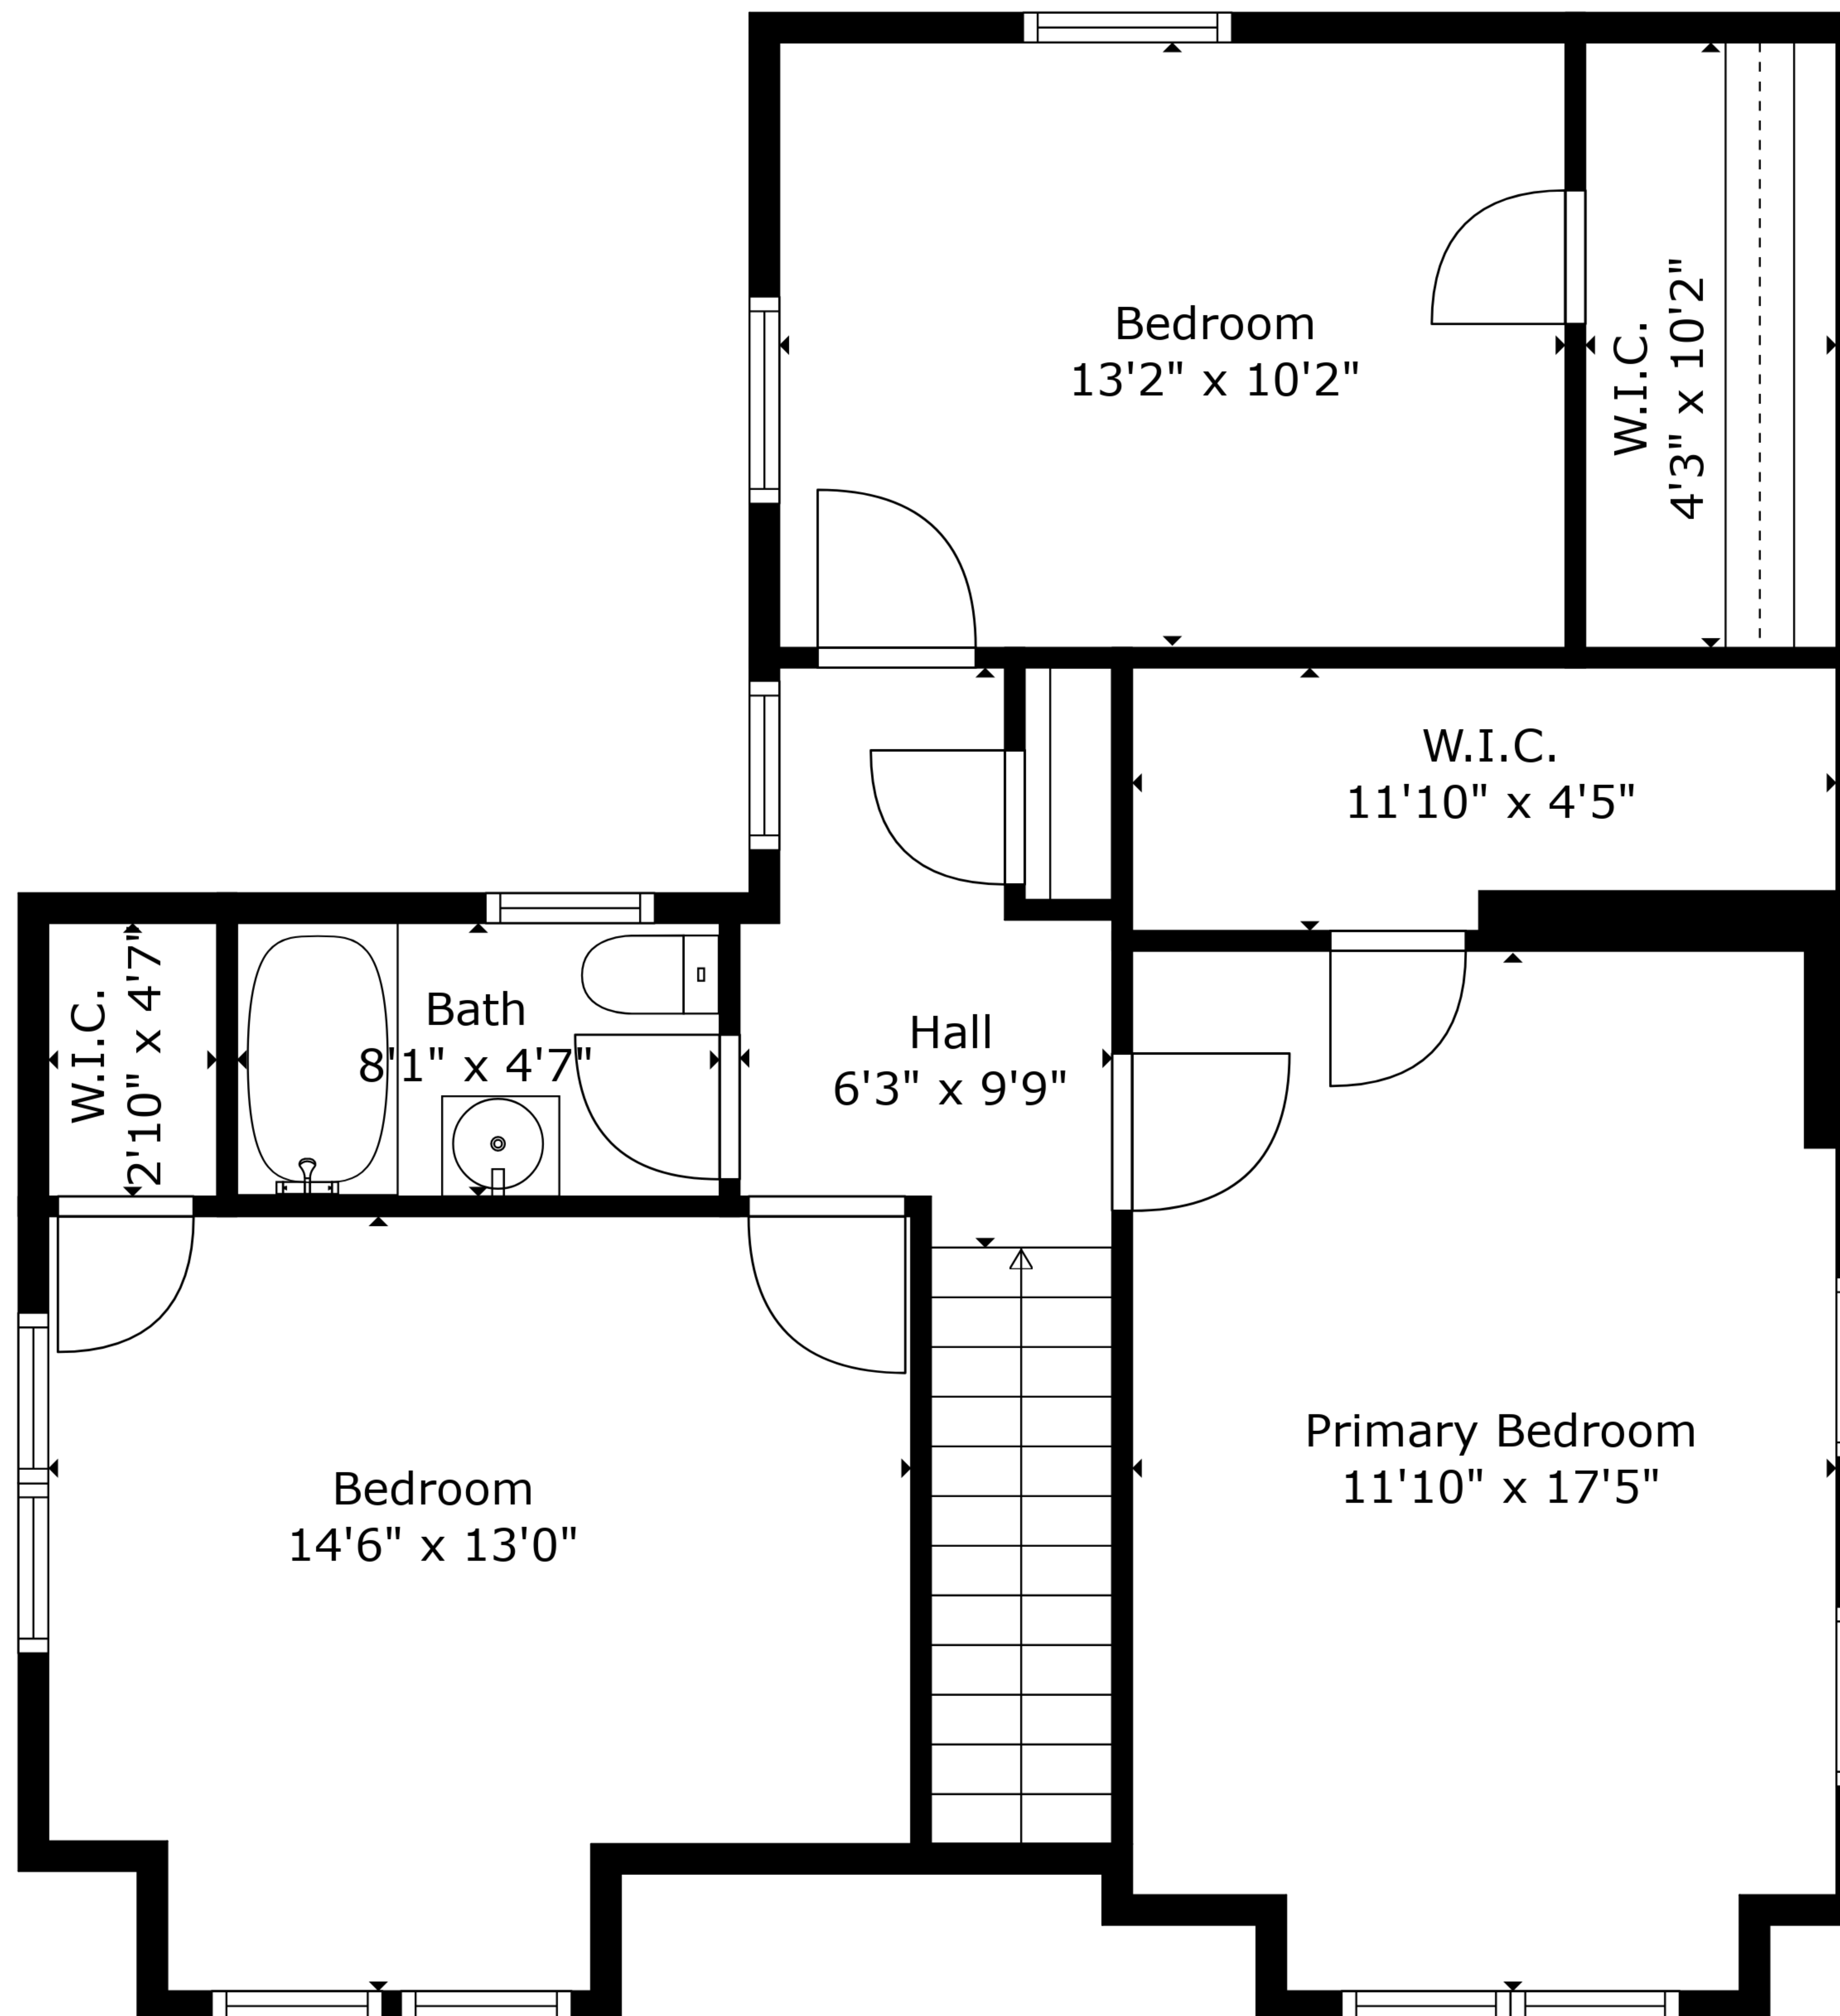 Bedroom
13'2" x 10'2"
W.I.C.
4'3" x 10'2"
W.I.C.
11'10" x 4'5"
W.I.C.
2'10" x 4'7"
Bath
8'1" x 4'7"
Hall
6'3" x 9'9"
Primary Bedroom
11'10" x 17'5"
Bedroom
14'6" x 13'0"